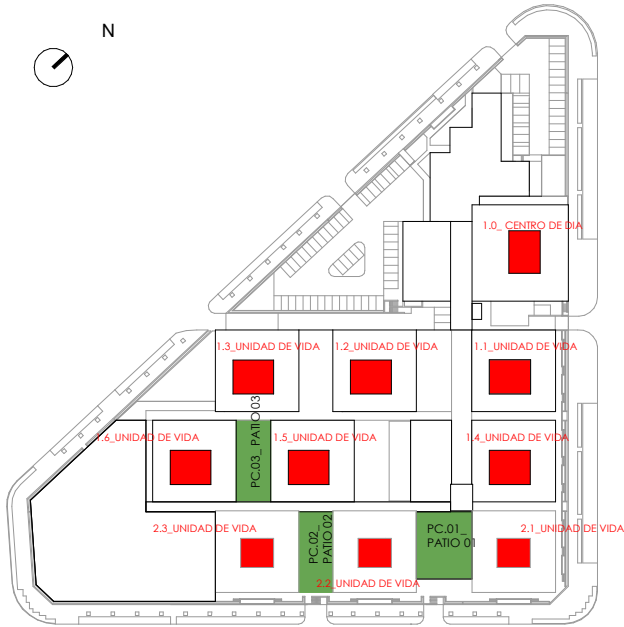 N
1.0_ CENTRO DE DIA
1.3_UNIDAD DE VIDA
1.2_UNIDAD DE VIDA
1.1_UNIDAD DE VIDA
PC.03_ PATIO 03
1.6_UNIDAD DE VIDA
1.5_UNIDAD DE VIDA
1.4_UNIDAD DE VIDA
2.3_UNIDAD DE VIDA
PC.02_
PATIO 02
PC.01_
PATIO 01
2.1_UNIDAD DE VIDA
2.2_UNIDAD DE VIDA